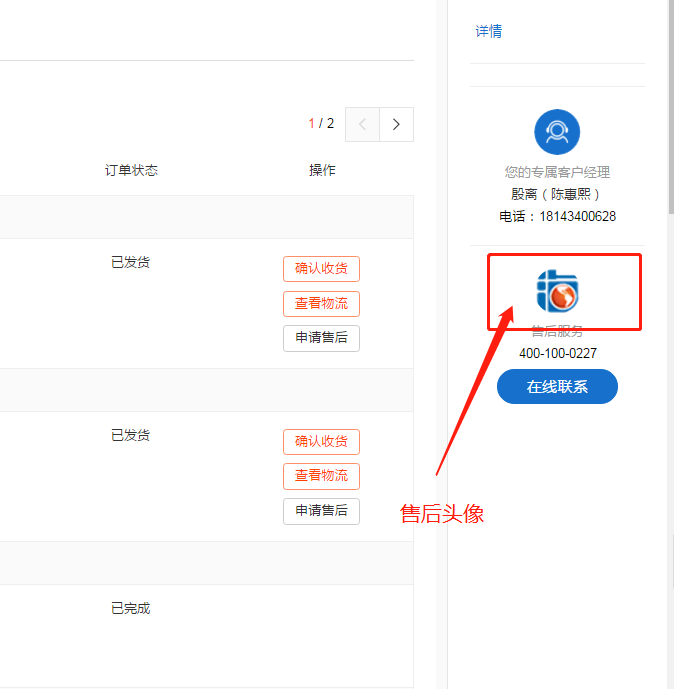 详情
1 / 2
订单状态
操作
您的专属客户经理
殷离（陈惠熙）
电话：18143400628
已发货
确认收货
查看物流
申请售后
售后服务
400-100-0227
在线联系
已发货
确认收货
查看物流
申请售后
售后头像
已完成